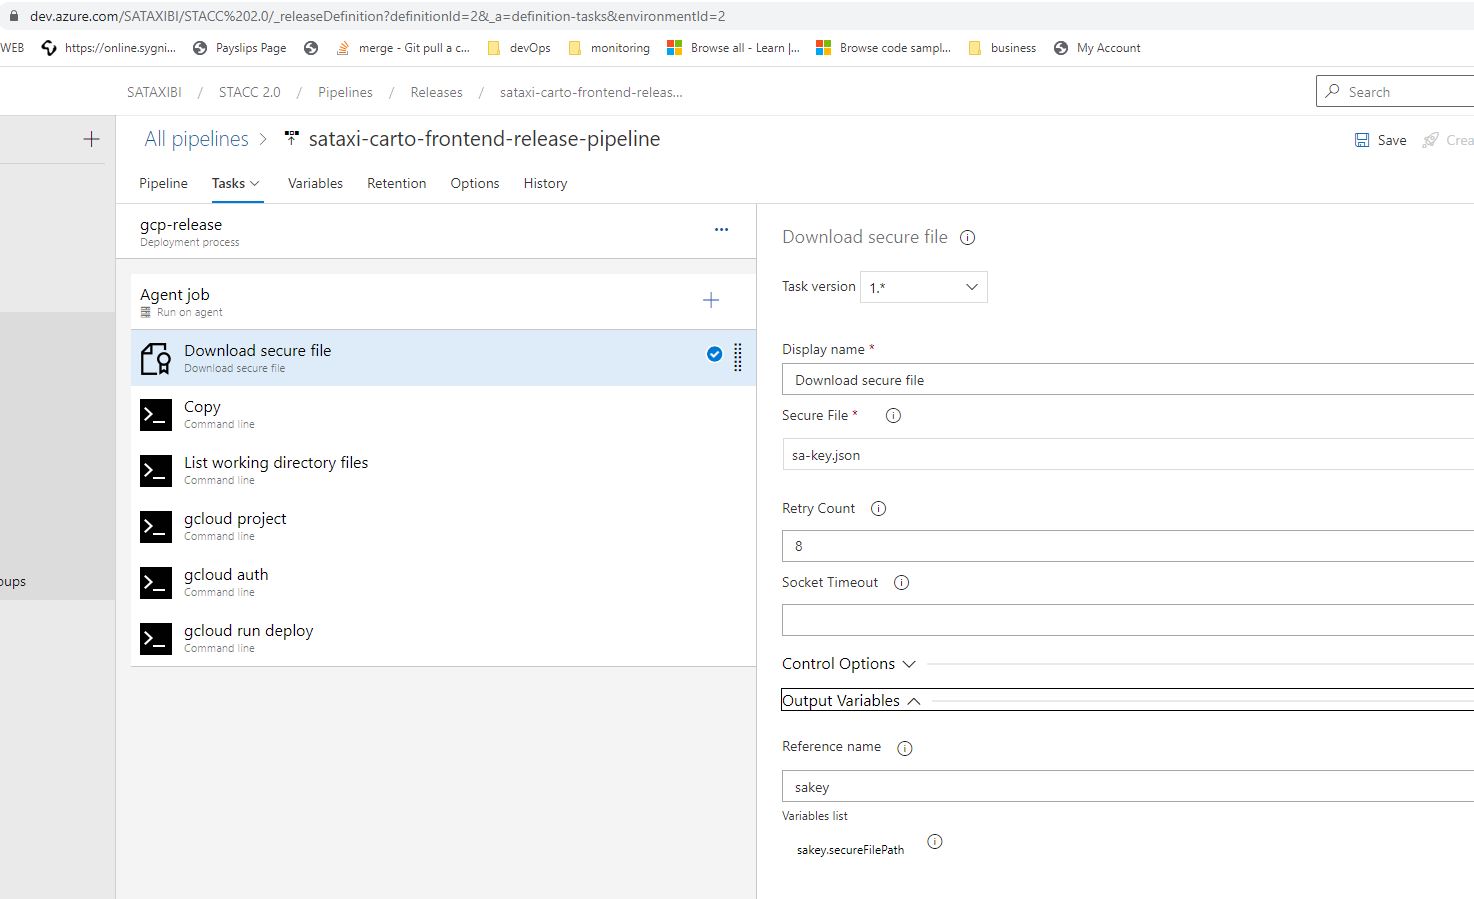 dev.azure.com/SATAXIBI/STACC%202.0/_releaseDefinition?definitionId=2&_a=definition-tasks&environmentId=2
WEB https://online.sygni... Payslips Page merge - Git pull a c... devOps monitoring Browse all - Learn |... Browse code sampl... business My Account
SATAXIBI / STACC 2.0 / Pipelines / Releases / sataxi-carto-frontend-releas...
Search
All pipelines > sataxi-carto-frontend-release-pipeline
Save Crea
Pipeline Tasks Variables Retention Options History
gcp-release
Deployment process
...
Agent job
Run on agent
Download secure file
Download secure file
Copy
Command line
List working directory files
Command line
gcloud project
Command line
gcloud auth
Command line
gcloud run deploy
Command line
oups
Download secure file
Task version 1.*
Display name *
Download secure file
Secure File *
sa-key.json
Retry Count
8
Socket Timeout
Control Options
Output Variables
Reference name
sakey
Variables list
sakey.secureFilePath